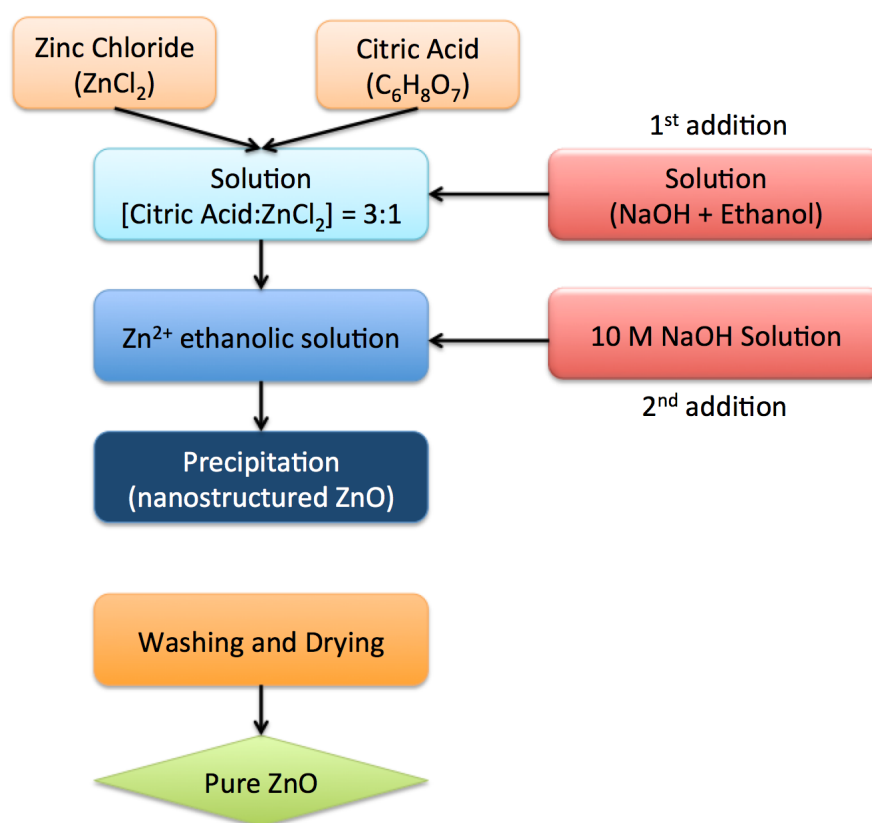 Zinc Chloride
(ZnCl₂)
Citric Acid
(C₆H₈O₇)
1ˢᵗ addition
Solution
[Citric Acid:ZnCl₂] = 3:1
Solution
(NaOH + Ethanol)
Zn²⁺ ethanolic solution
10 M NaOH Solution
2ⁿᵈ addition
Precipitation
(nanostructured ZnO)
Washing and Drying
Pure ZnO